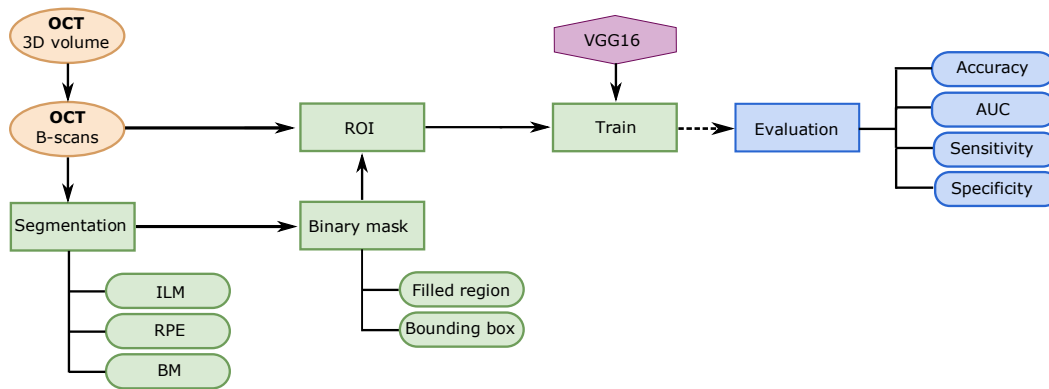 OCT
3D volume
VGG16
Accuracy
OCT
B-scans
ROI
Train
Evaluation
AUC
Sensitivity
Specificity
Segmentation
Binary mask
ILM
Filled region
RPE
Bounding box
BM